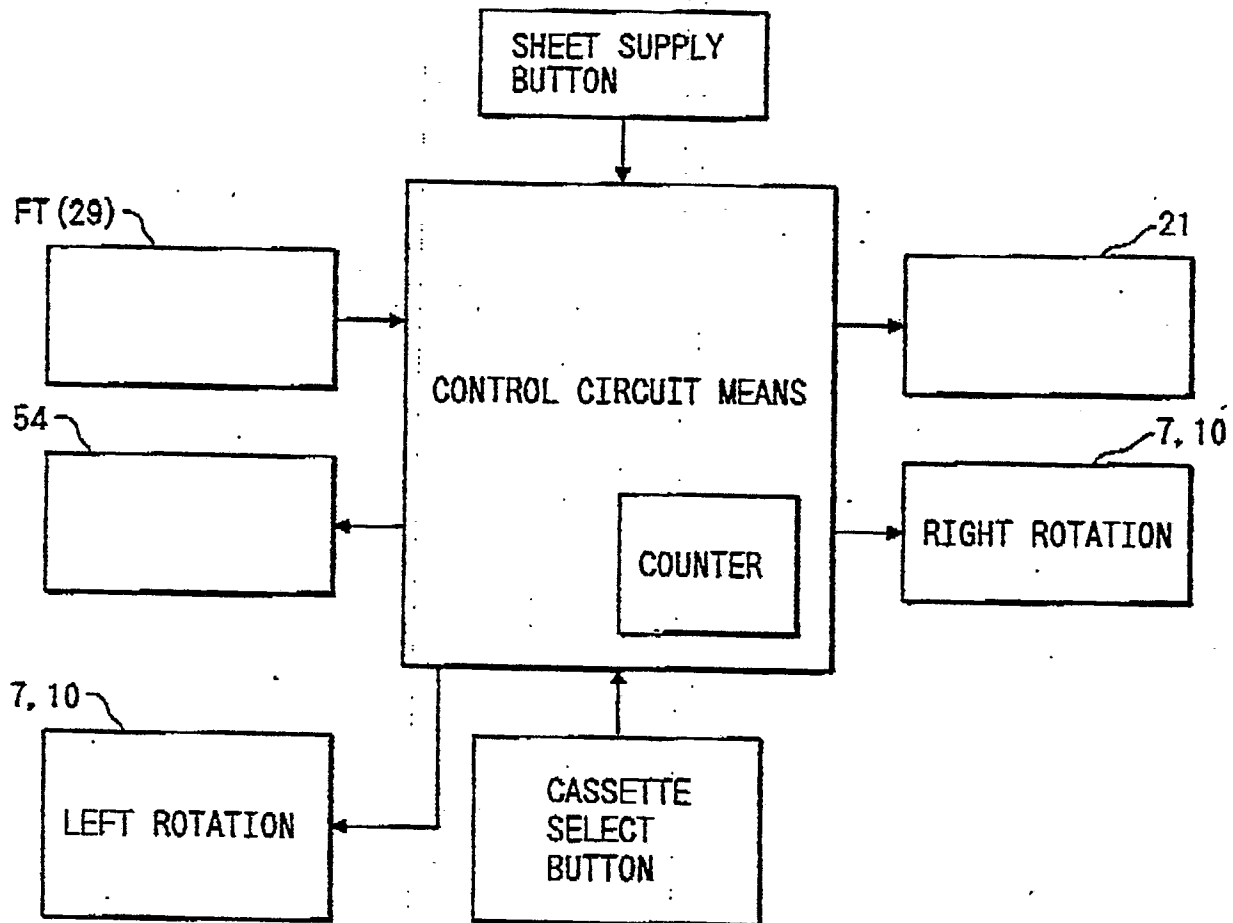 SHEET SUPPLY
BUTTON
FT (29)
21
CONTROL CIRCUIT MEANS
54
7, 10
COUNTER
RIGHT ROTATION
7, 10
LEFT ROTATION
CASSETTE
SELECT
BUTTON